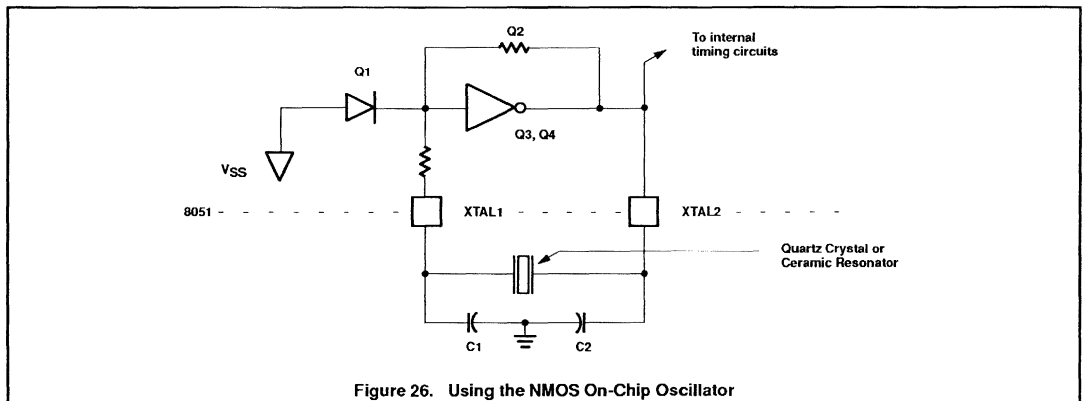 Q2
To internal
timing circuits
Q1
Q3, Q4
VSS
8051
XTAL1
XTAL2
Quartz Crystal or
Ceramic Resonator
C1
C2
Figure 26. Using the NMOS On-Chip Oscillator